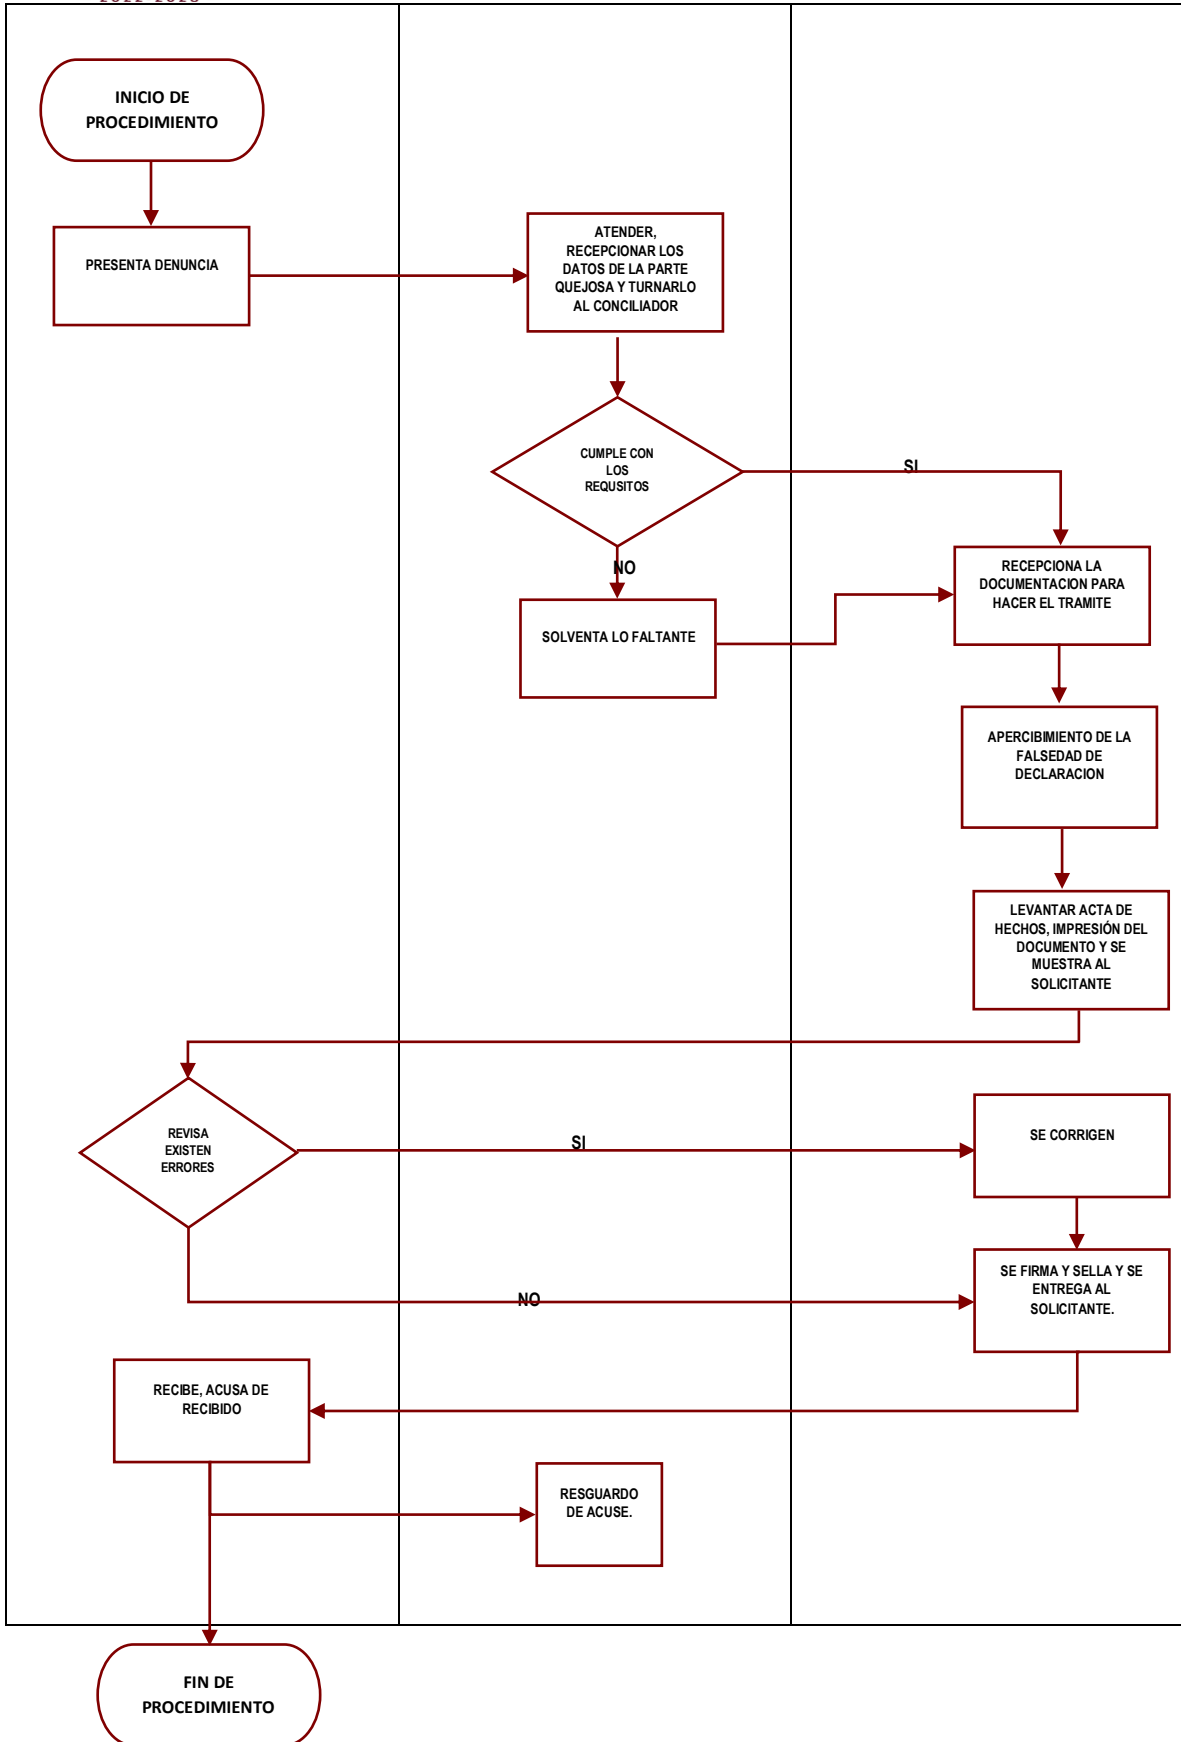 INICIO DE
PROCEDIMIENTO
PRESENTA DENUNCIA
ATENDER,
RECEPCIONAR LOS
DATOS DE LA PARTE
QUEJOSA Y TURNARLO
AL CONCILIADOR
CUMPLE CON
LOS
REQUSITOS
SI
NO
RECEPCIONA LA
DOCUMENTACION PARA
HACER EL TRAMITE
SOLVENTA LO FALTANTE
APERCIBIMIENTO DE LA
FALSEDAD DE
DECLARACION
LEVANTAR ACTA DE
HECHOS, IMPRESIÓN DEL
DOCUMENTO Y SE
MUESTRA AL
SOLICITANTE
REVISA
EXISTEN
ERRORES
SI
SE CORRIGEN
NO
SE FIRMA Y SELLA Y SE
ENTREGA AL
SOLICITANTE.
RECIBE, ACUSA DE
RECIBIDO
RESGUARDO
DE ACUSE.
FIN DE
PROCEDIMIENTO